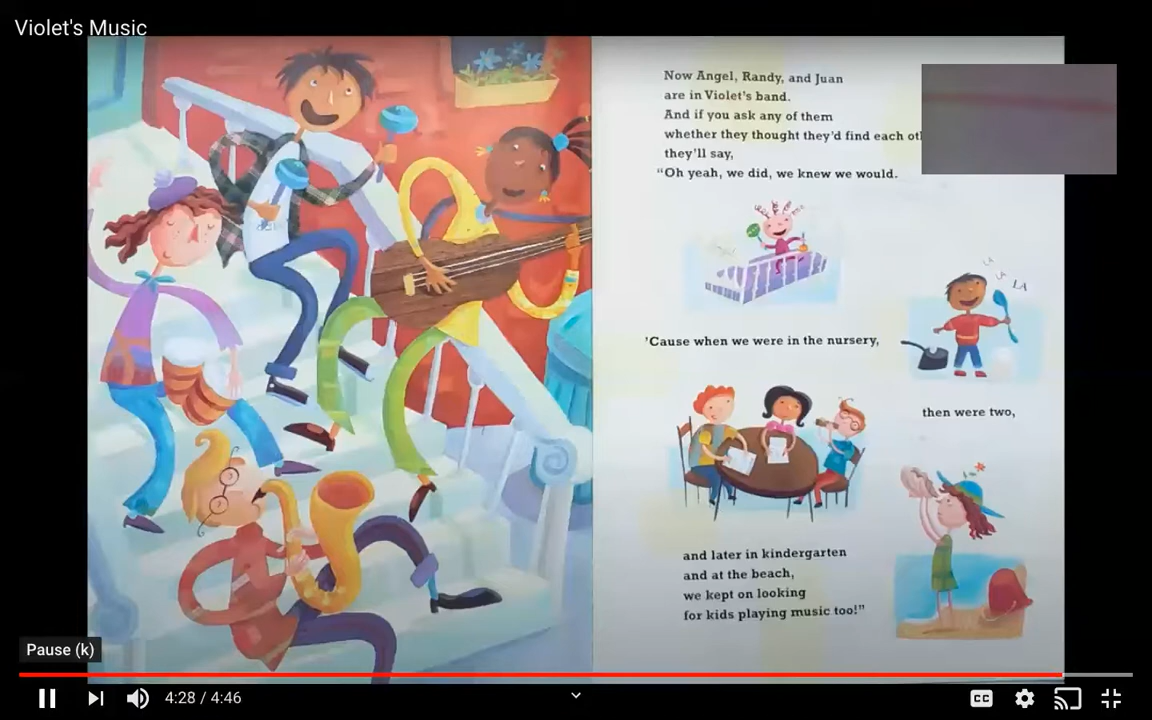 Violet's Music
Now Angel, Randy, and Juan
are in Violet's band.
And if you ask any of them
whether they thought they'd find each
they'll say,
"Oh yeah, we did, we knew we would.
LA
'Cause when we were in the nursery,
then were two,
and later in kindergarten
and at the beach,
we kept on looking
for kids playing music too!"
Pause (k)
4:28 / 4:46
CC